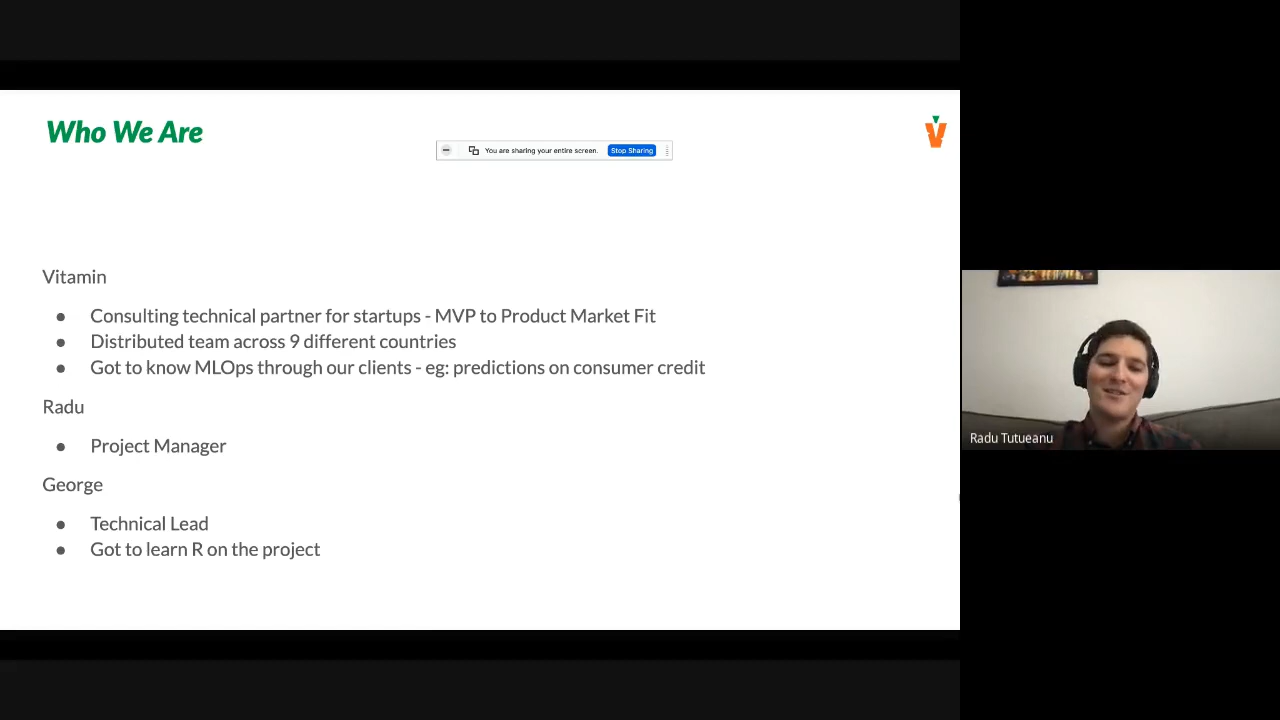 Who We Are
You are sharing your entire screen.
Stop Sharing
Vitamin
● Consulting technical partner for startups - MVP to Product Market Fit
● Distributed team across 9 different countries
● Got to know MLOps through our clients - eg: predictions on consumer credit
Radu
● Project Manager
George
● Technical Lead
● Got to learn R on the project
Radu Tutueanu